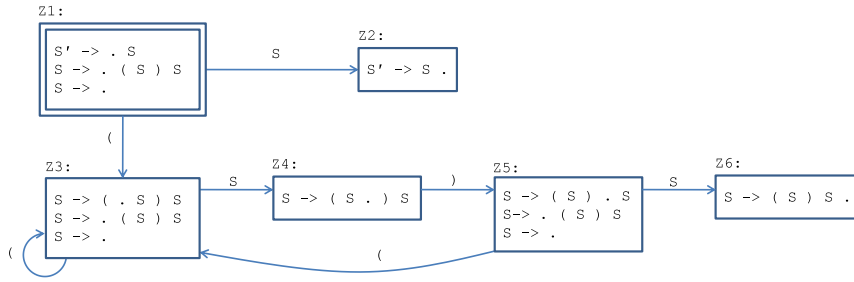 Z1:
S' -> . S
S -> . ( S ) S
S -> .
S
Z2:
S' -> S .
(
Z3:
S -> ( . S ) S
S -> . ( S ) S
S -> .
(
S
Z4:
S -> ( S . ) S
)
Z5:
S -> ( S ) . S
S-> . ( S ) S
S -> .
(
S
Z6:
S -> ( S ) S .